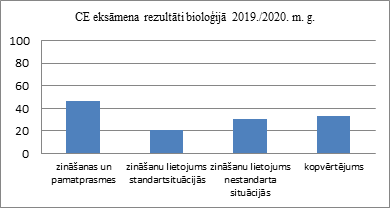 CE eksāmena rezultāti bioloģijā 2019./2020. m. g.
100
80
60
40
20
0
zināšanas un
pamatprasmes
zināšanu lietojums
standartsituācijās
zināšanu lietojums
nestandarta
situācijās
kopvērtējums